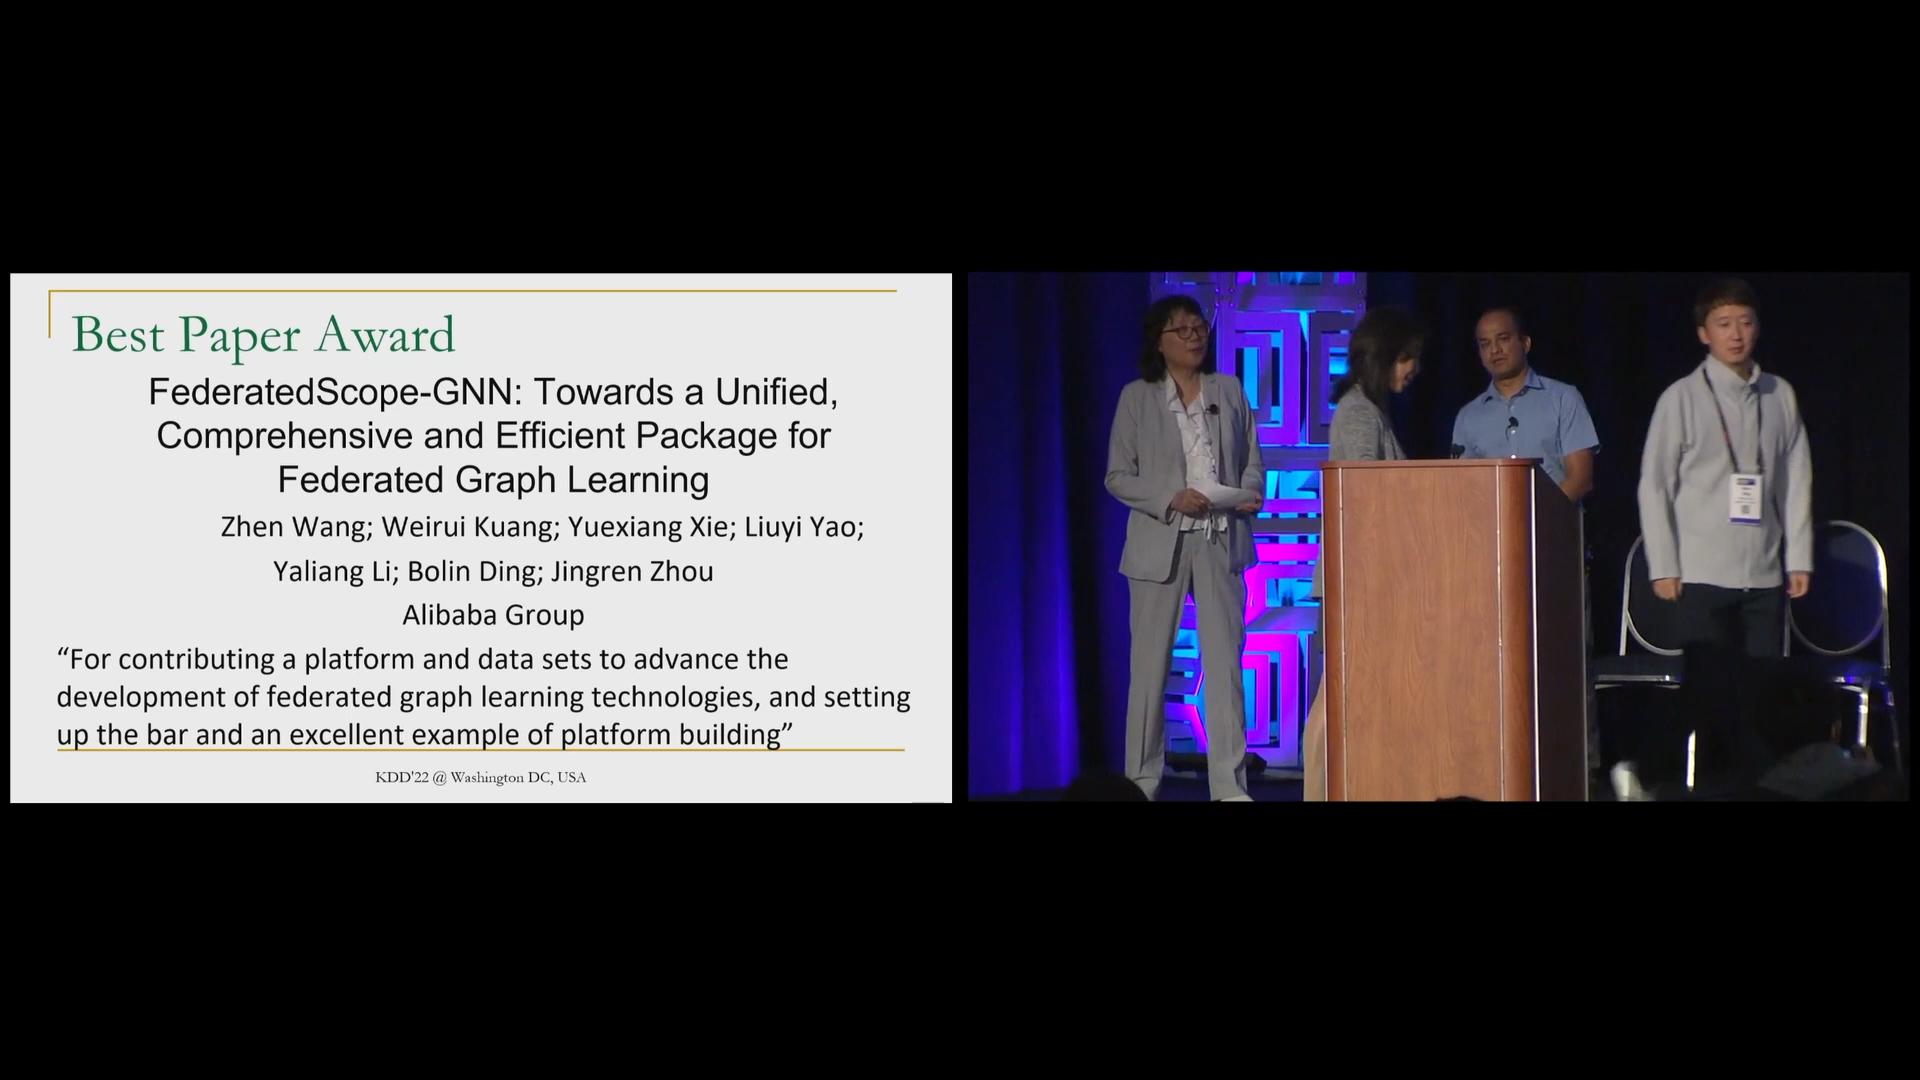 Best Paper Award
FederatedScope-GNN: Towards a Unified,
Comprehensive and Efficient Package for
Federated Graph Learning
Zhen Wang; Weirui Kuang; Yuexiang Xie; Liuyi Yao;
Yaliang Li; Bolin Ding; Jingren Zhou
Alibaba Group
“For contributing a platform and data sets to advance the
development of federated graph learning technologies, and setting
up the bar and an excellent example of platform building”
KDD'22 @ Washington DC, USA